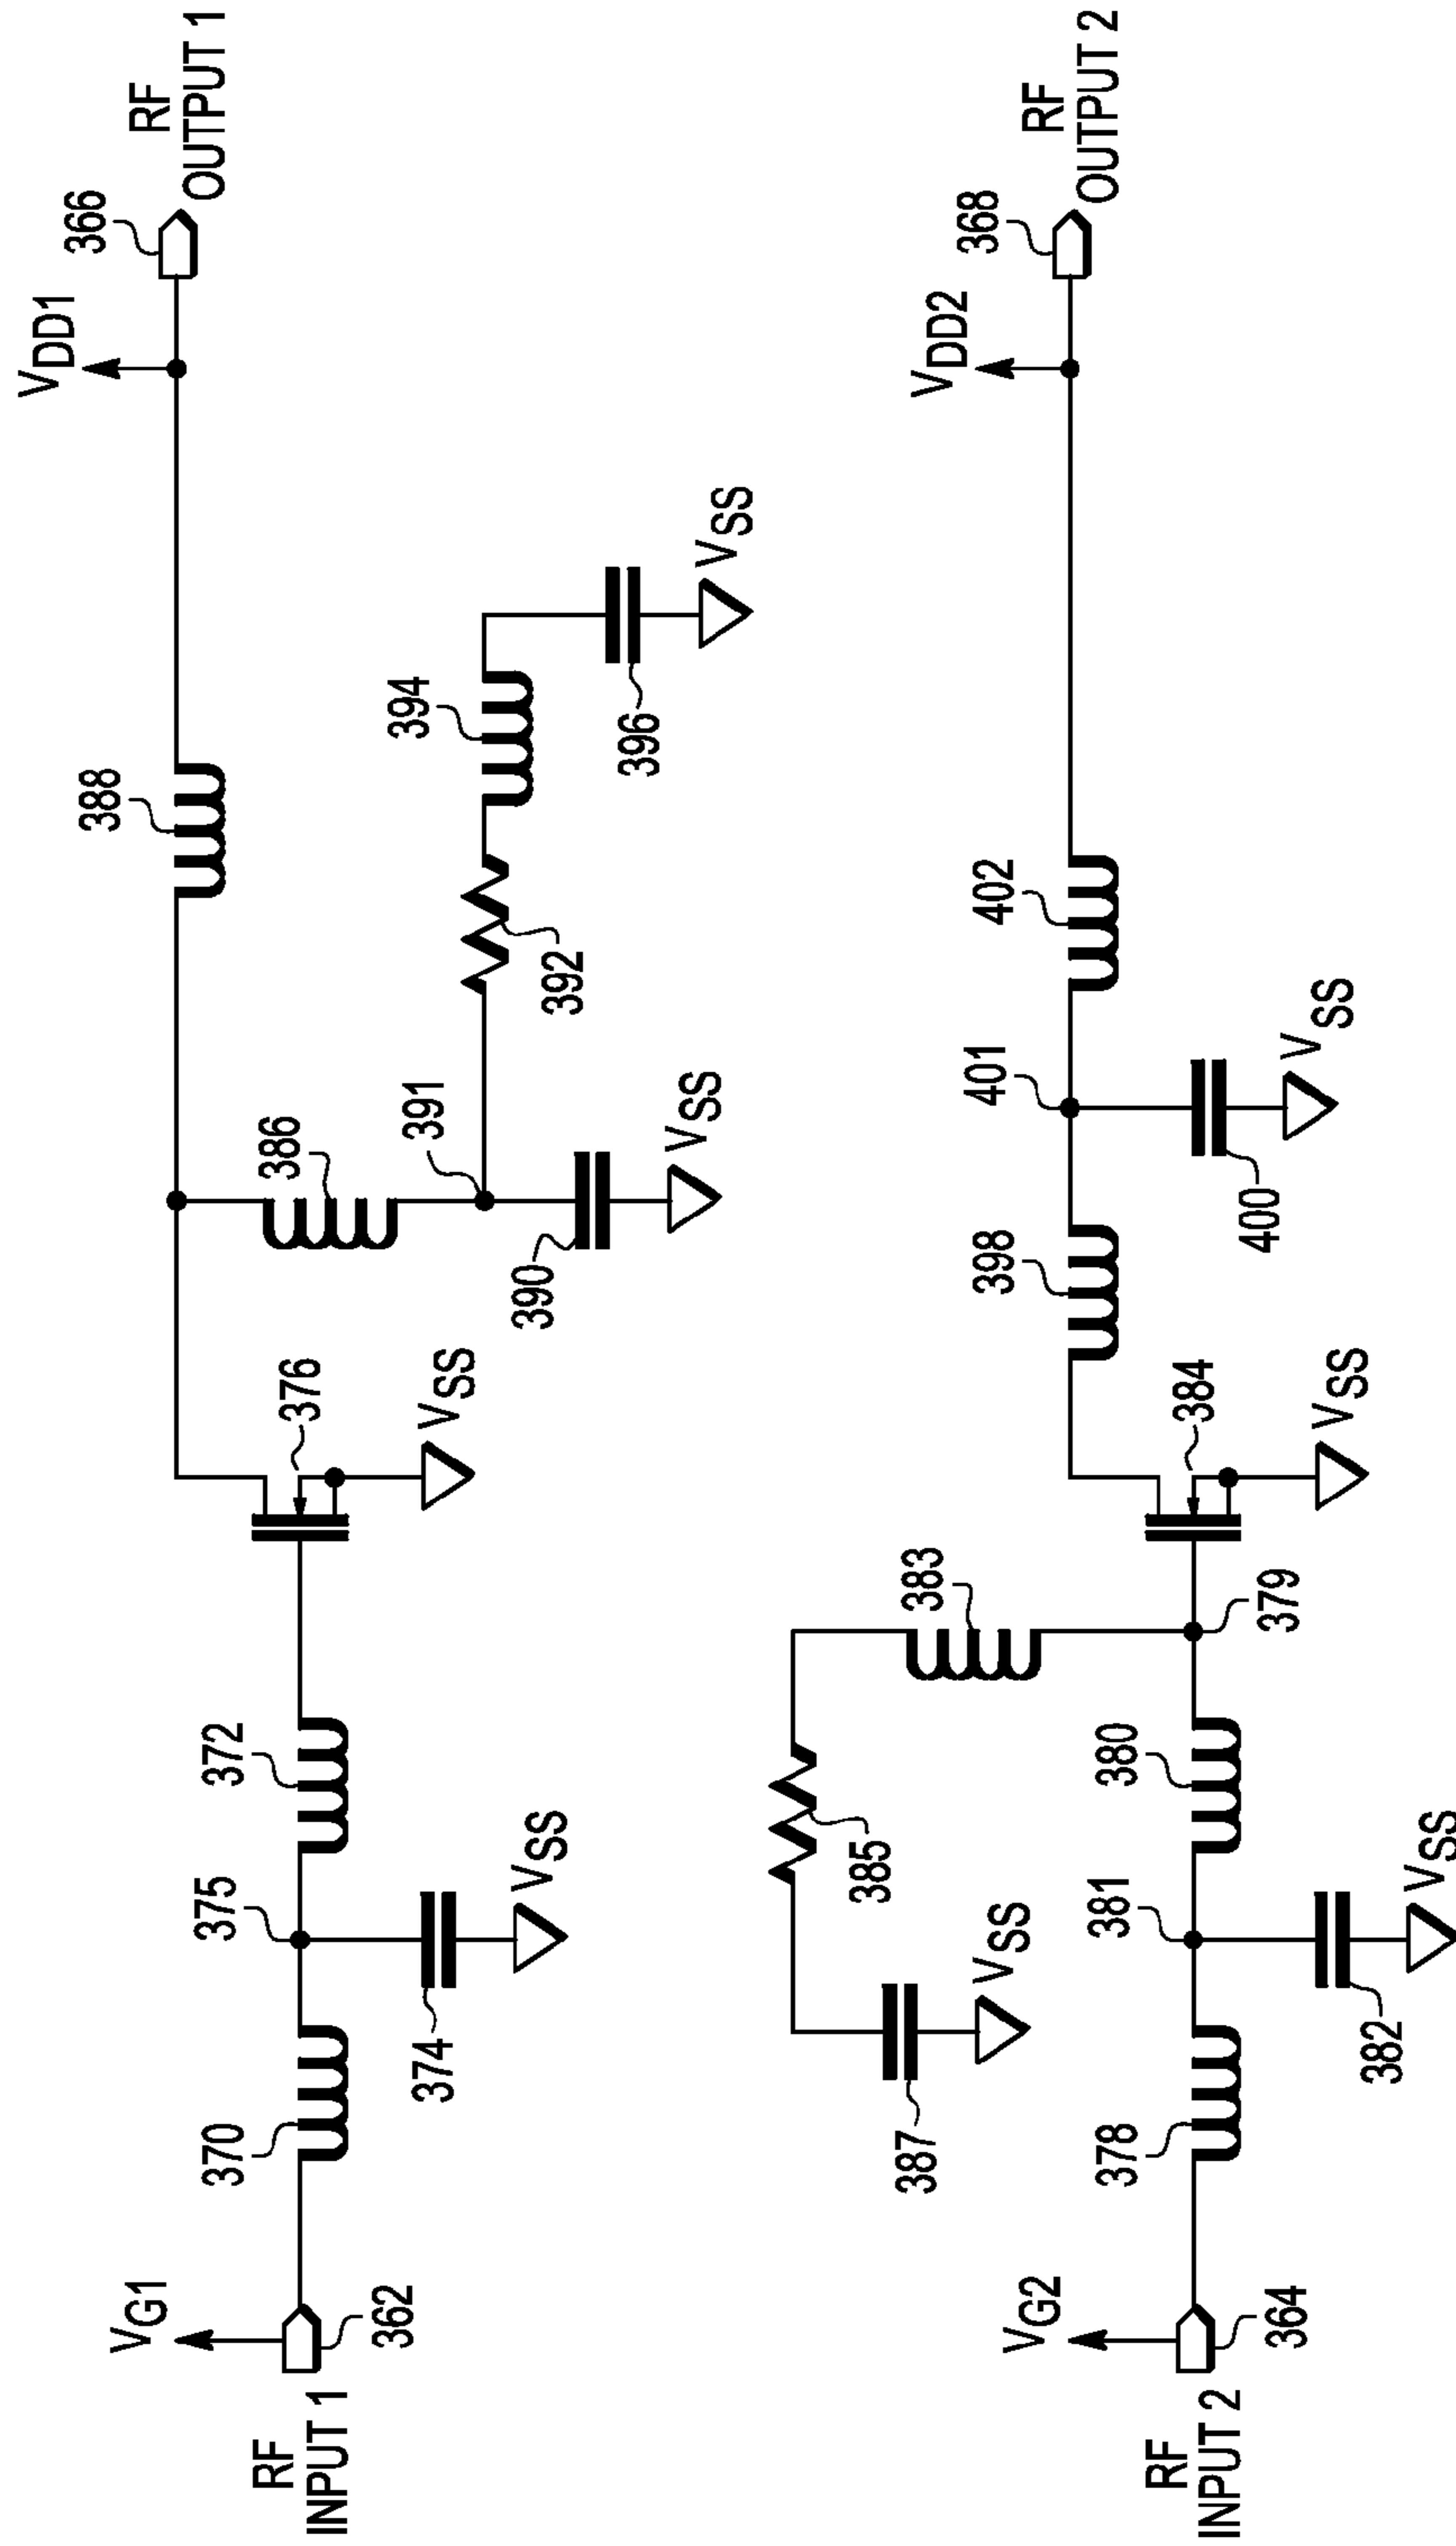 VDD1
366
RF
OUTPUT 1
388
394
396
VSS
392
386
391
390
VSS
376
VSS
372
375
374
VSS
370
VG1
362
RF
INPUT 1
VDD2
368
RF
OUTPUT 2
402
401
400
VSS
398
384
VSS
383
379
385
387
VSS
380
381
382
VSS
378
VG2
364
RF
INPUT 2